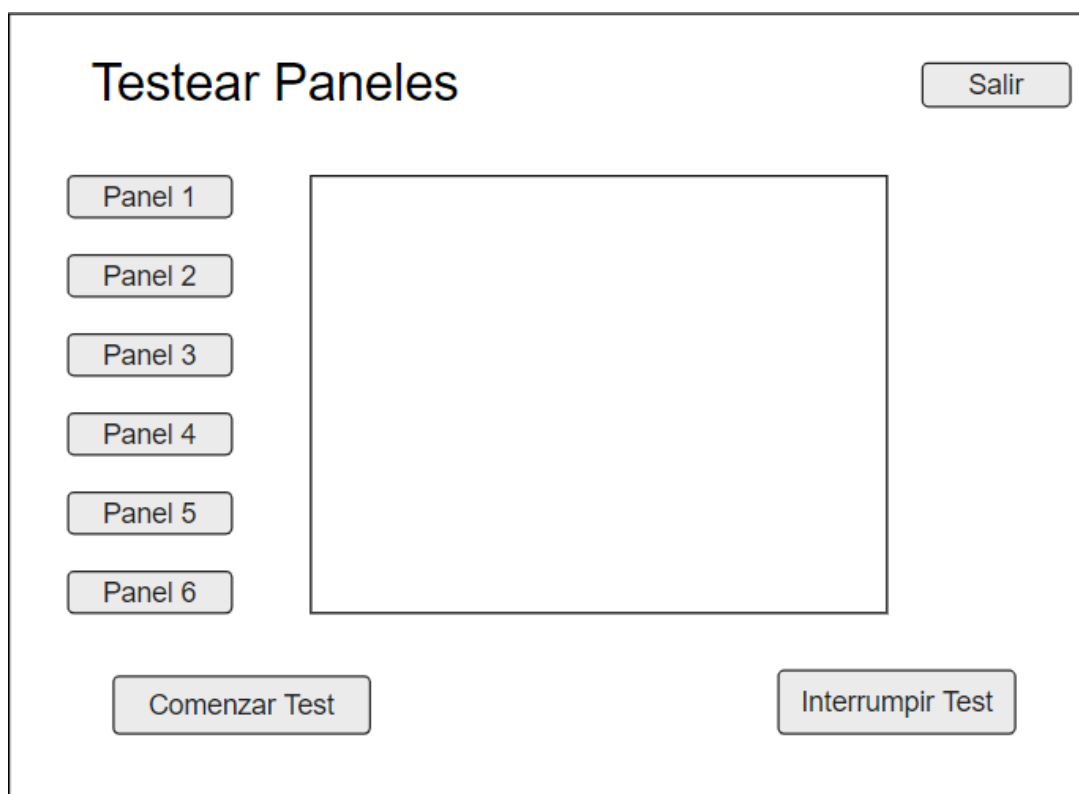 Testear Paneles
Salir
Panel 1
Panel 2
Panel 3
Panel 4
Panel 5
Panel 6
Comenzar Test
Interrumpir Test